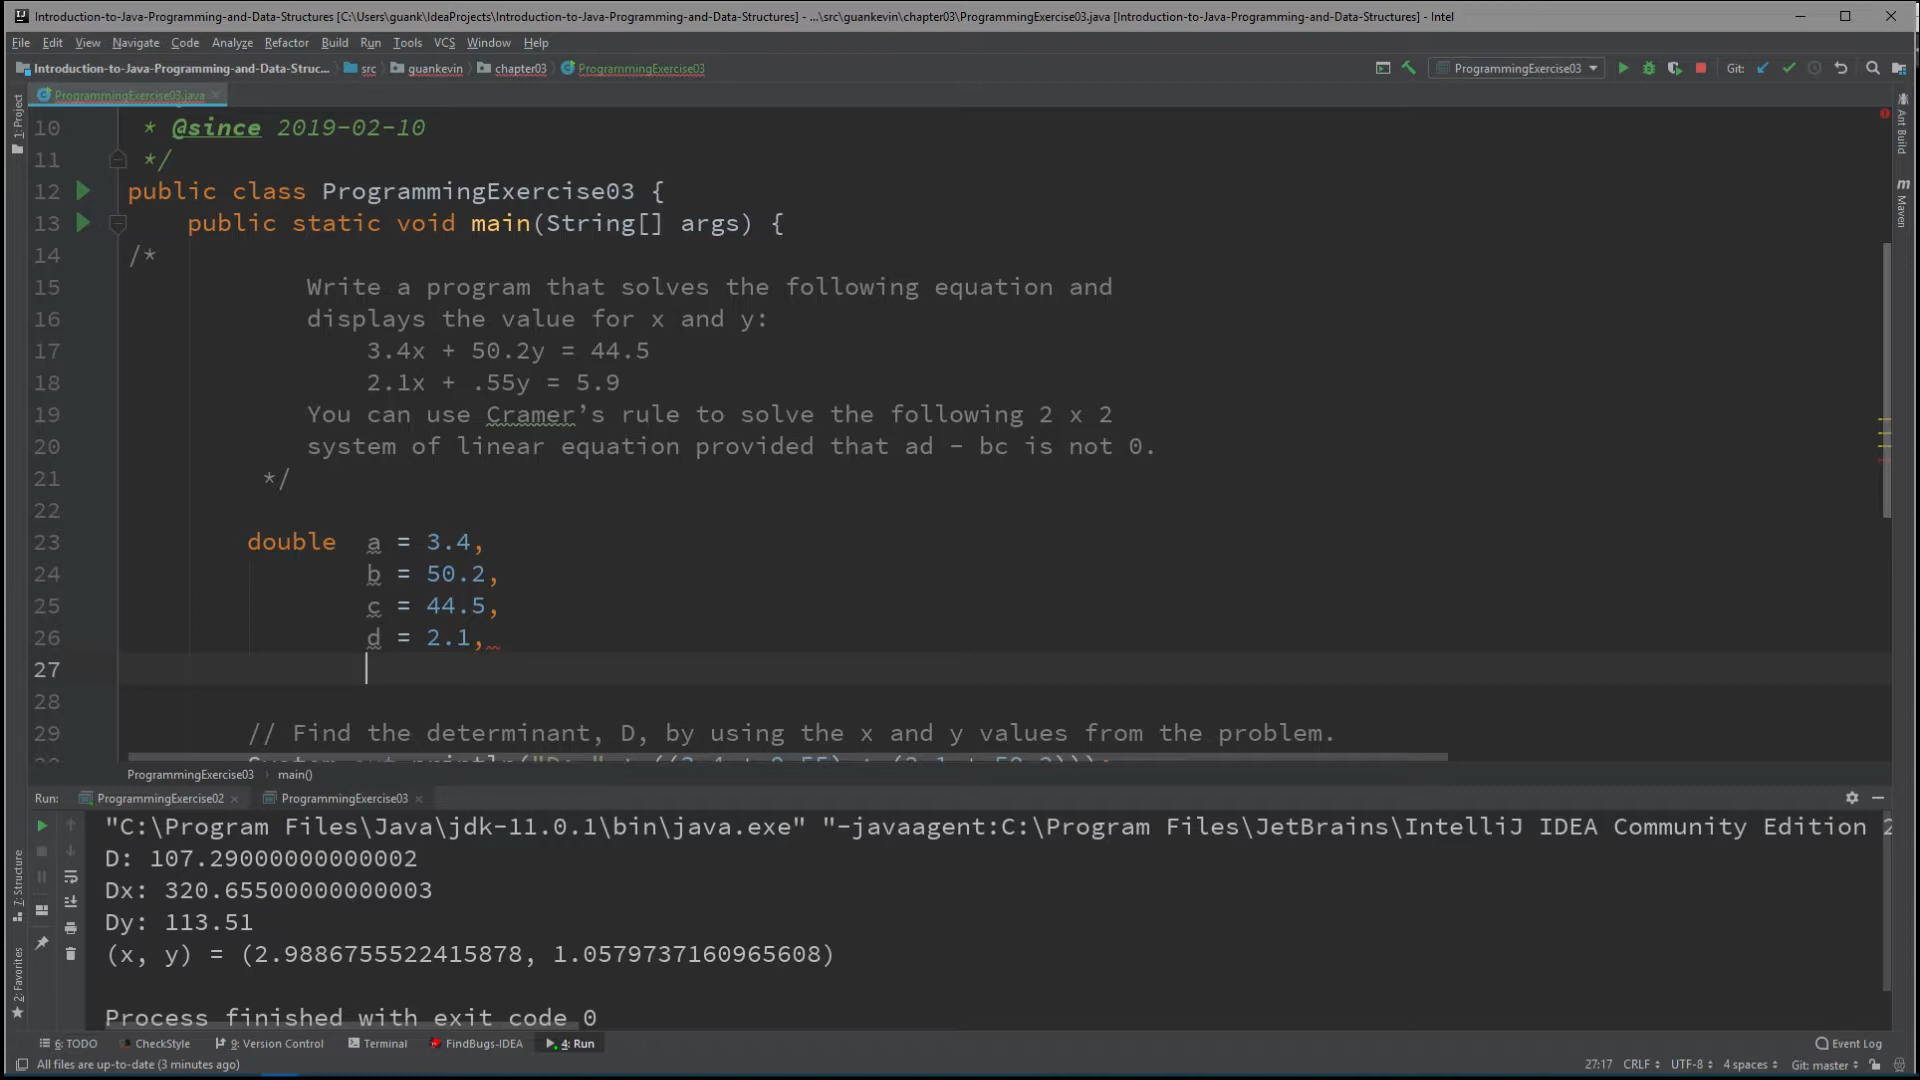 Introduction-to-Java-Programming-and-Data-Structures [C:\Users\guank\IdeaProjects\Introduction-to-Java-Programming-and-Data-Structures] - ...\src\guankevin\chapter03\ProgrammingExercise03.java [Introduction-to-Java-Programming-and-Data-Structures] - Intel
File Edit View Navigate Code Analyze Refactor Build Run Tools VCS Window Help
Introduction-to-Java-Programming-and-Data-Struc... src guankevin chapter03 ProgrammingExercise03 ProgrammingExercise03 Git:
ProgrammingExercise03.java
1: Project
Ant Build
Maven
10 * @since 2019-02-10
11 */
12 public class ProgrammingExercise03 {
13 public static void main(String[] args) {
14 /*
15 Write a program that solves the following equation and
16 displays the value for x and y:
17 3.4x + 50.2y = 44.5
18 2.1x + .55y = 5.9
19 You can use Cramer’s rule to solve the following 2 x 2
20 system of linear equation provided that ad - bc is not 0.
21 */
22
23 double a = 3.4,
24 b = 50.2,
25 c = 44.5,
26 d = 2.1,
27
28
29 // Find the determinant, D, by using the x and y values from the problem.
ProgrammingExercise03 main()
Run: ProgrammingExercise02 ProgrammingExercise03
"C:\Program Files\Java\jdk-11.0.1\bin\java.exe" "-javaagent:C:\Program Files\JetBrains\IntelliJ IDEA Community Edition 2
D: 107.29000000000002
Dx: 320.65500000000003
Dy: 113.51
(x, y) = (2.9886755522415878, 1.0579737160965608)
Process finished with exit code 0
7: Structure
2: Favorites
6: TODO CheckStyle 9: Version Control Terminal FindBugs-IDEA 4: Run Event Log
All files are up-to-date (3 minutes ago) 27:17 CRLF UTF-8 4 spaces Git: master